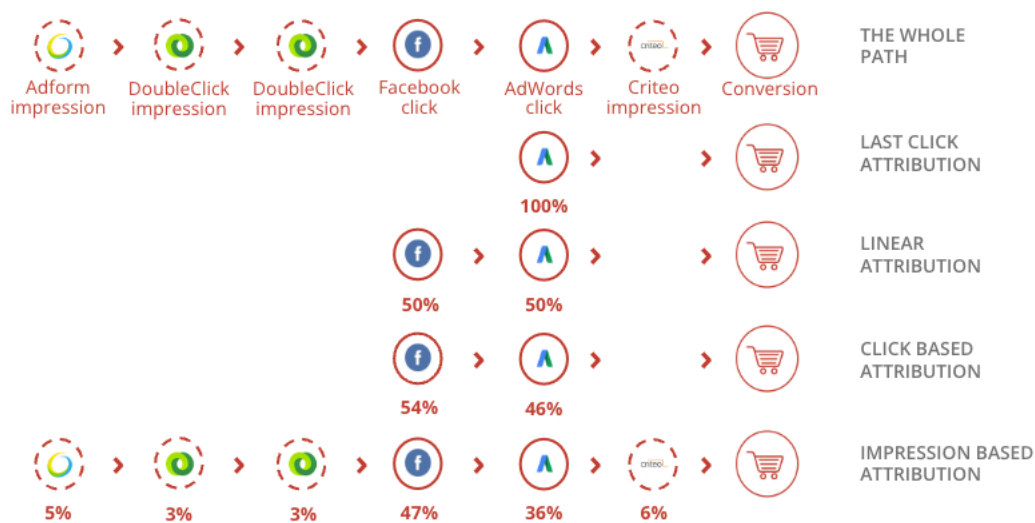 THE WHOLE
PATH
Adform
impression
DoubleClick
impression
DoubleClick
impression
Facebook
click
AdWords
click
criteo
Criteo
impression
Conversion
LAST CLICK
ATTRIBUTION
100%
LINEAR
ATTRIBUTION
50% 50%
CLICK BASED
ATTRIBUTION
54% 46%
criteo
IMPRESSION BASED
ATTRIBUTION
5% 3% 3% 47% 36% 6%